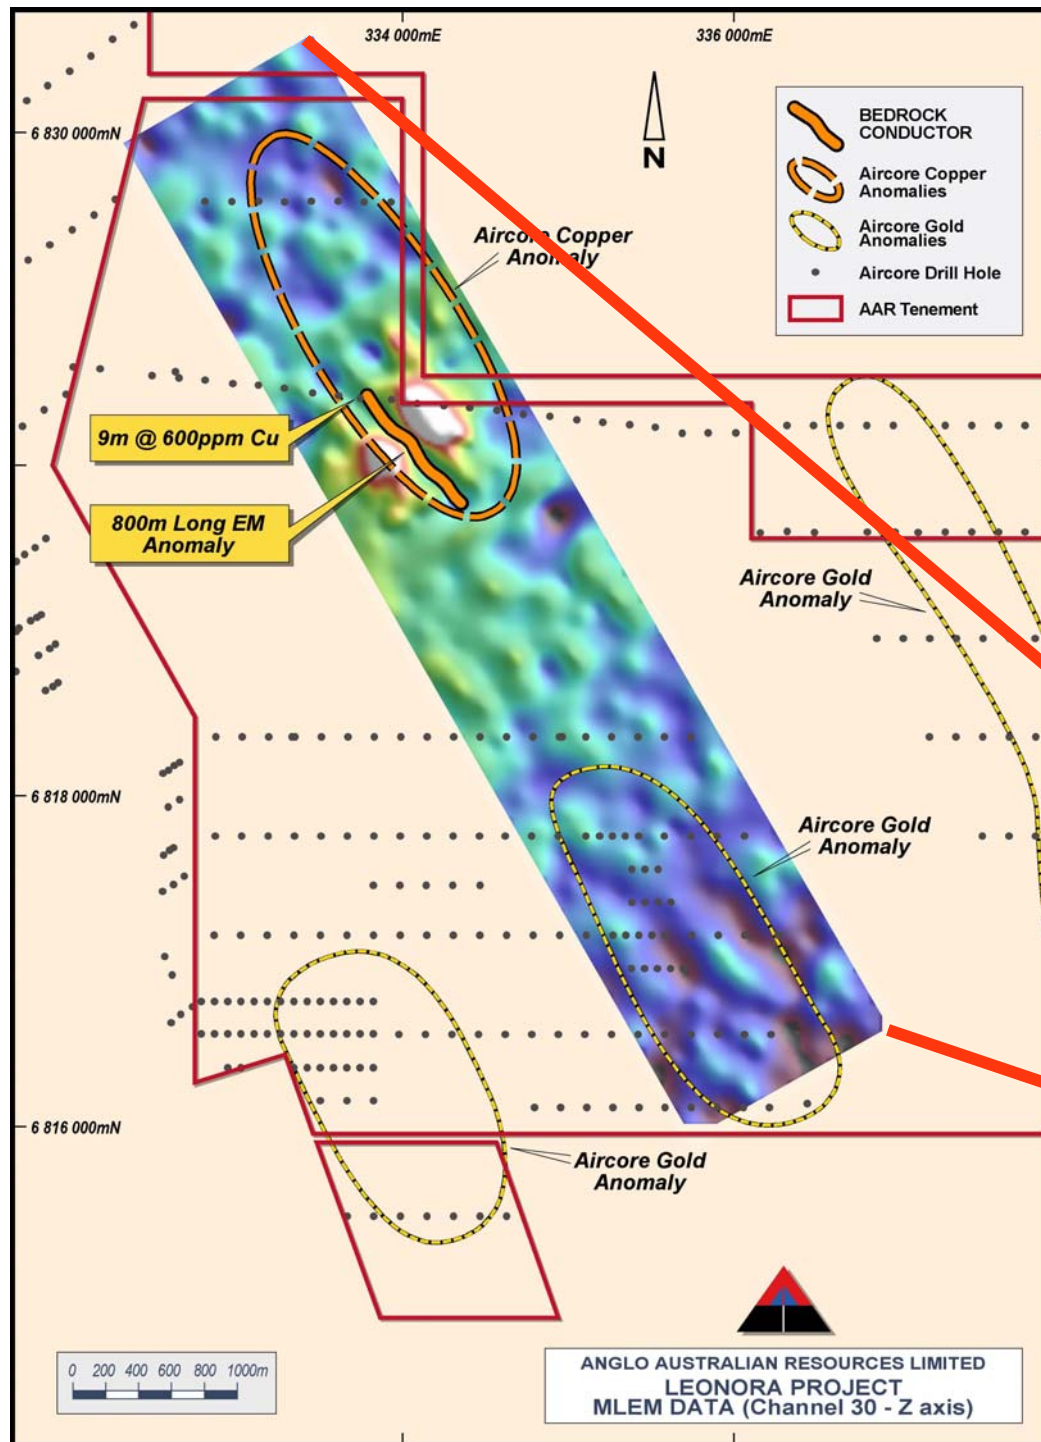 334 000mE
336 000mE
6 830 000mN
N
BEDROCK
CONDUCTOR
Aircore Copper
Anomalies
Aircore Gold
Anomalies
Aircore Drill Hole
AAR Tenement
Aircore Copper
Anomaly
9m @ 600ppm Cu
800m Long EM
Anomaly
Aircore Gold
Anomaly
6 818 000mN
Aircore Gold
Anomaly
6 816 000mN
Aircore Gold
Anomaly
0 200 400 600 800 1000m
ANGLO AUSTRALIAN RESOURCES LIMITED
LEONORA PROJECT
MLEM DATA (Channel 30 - Z axis)